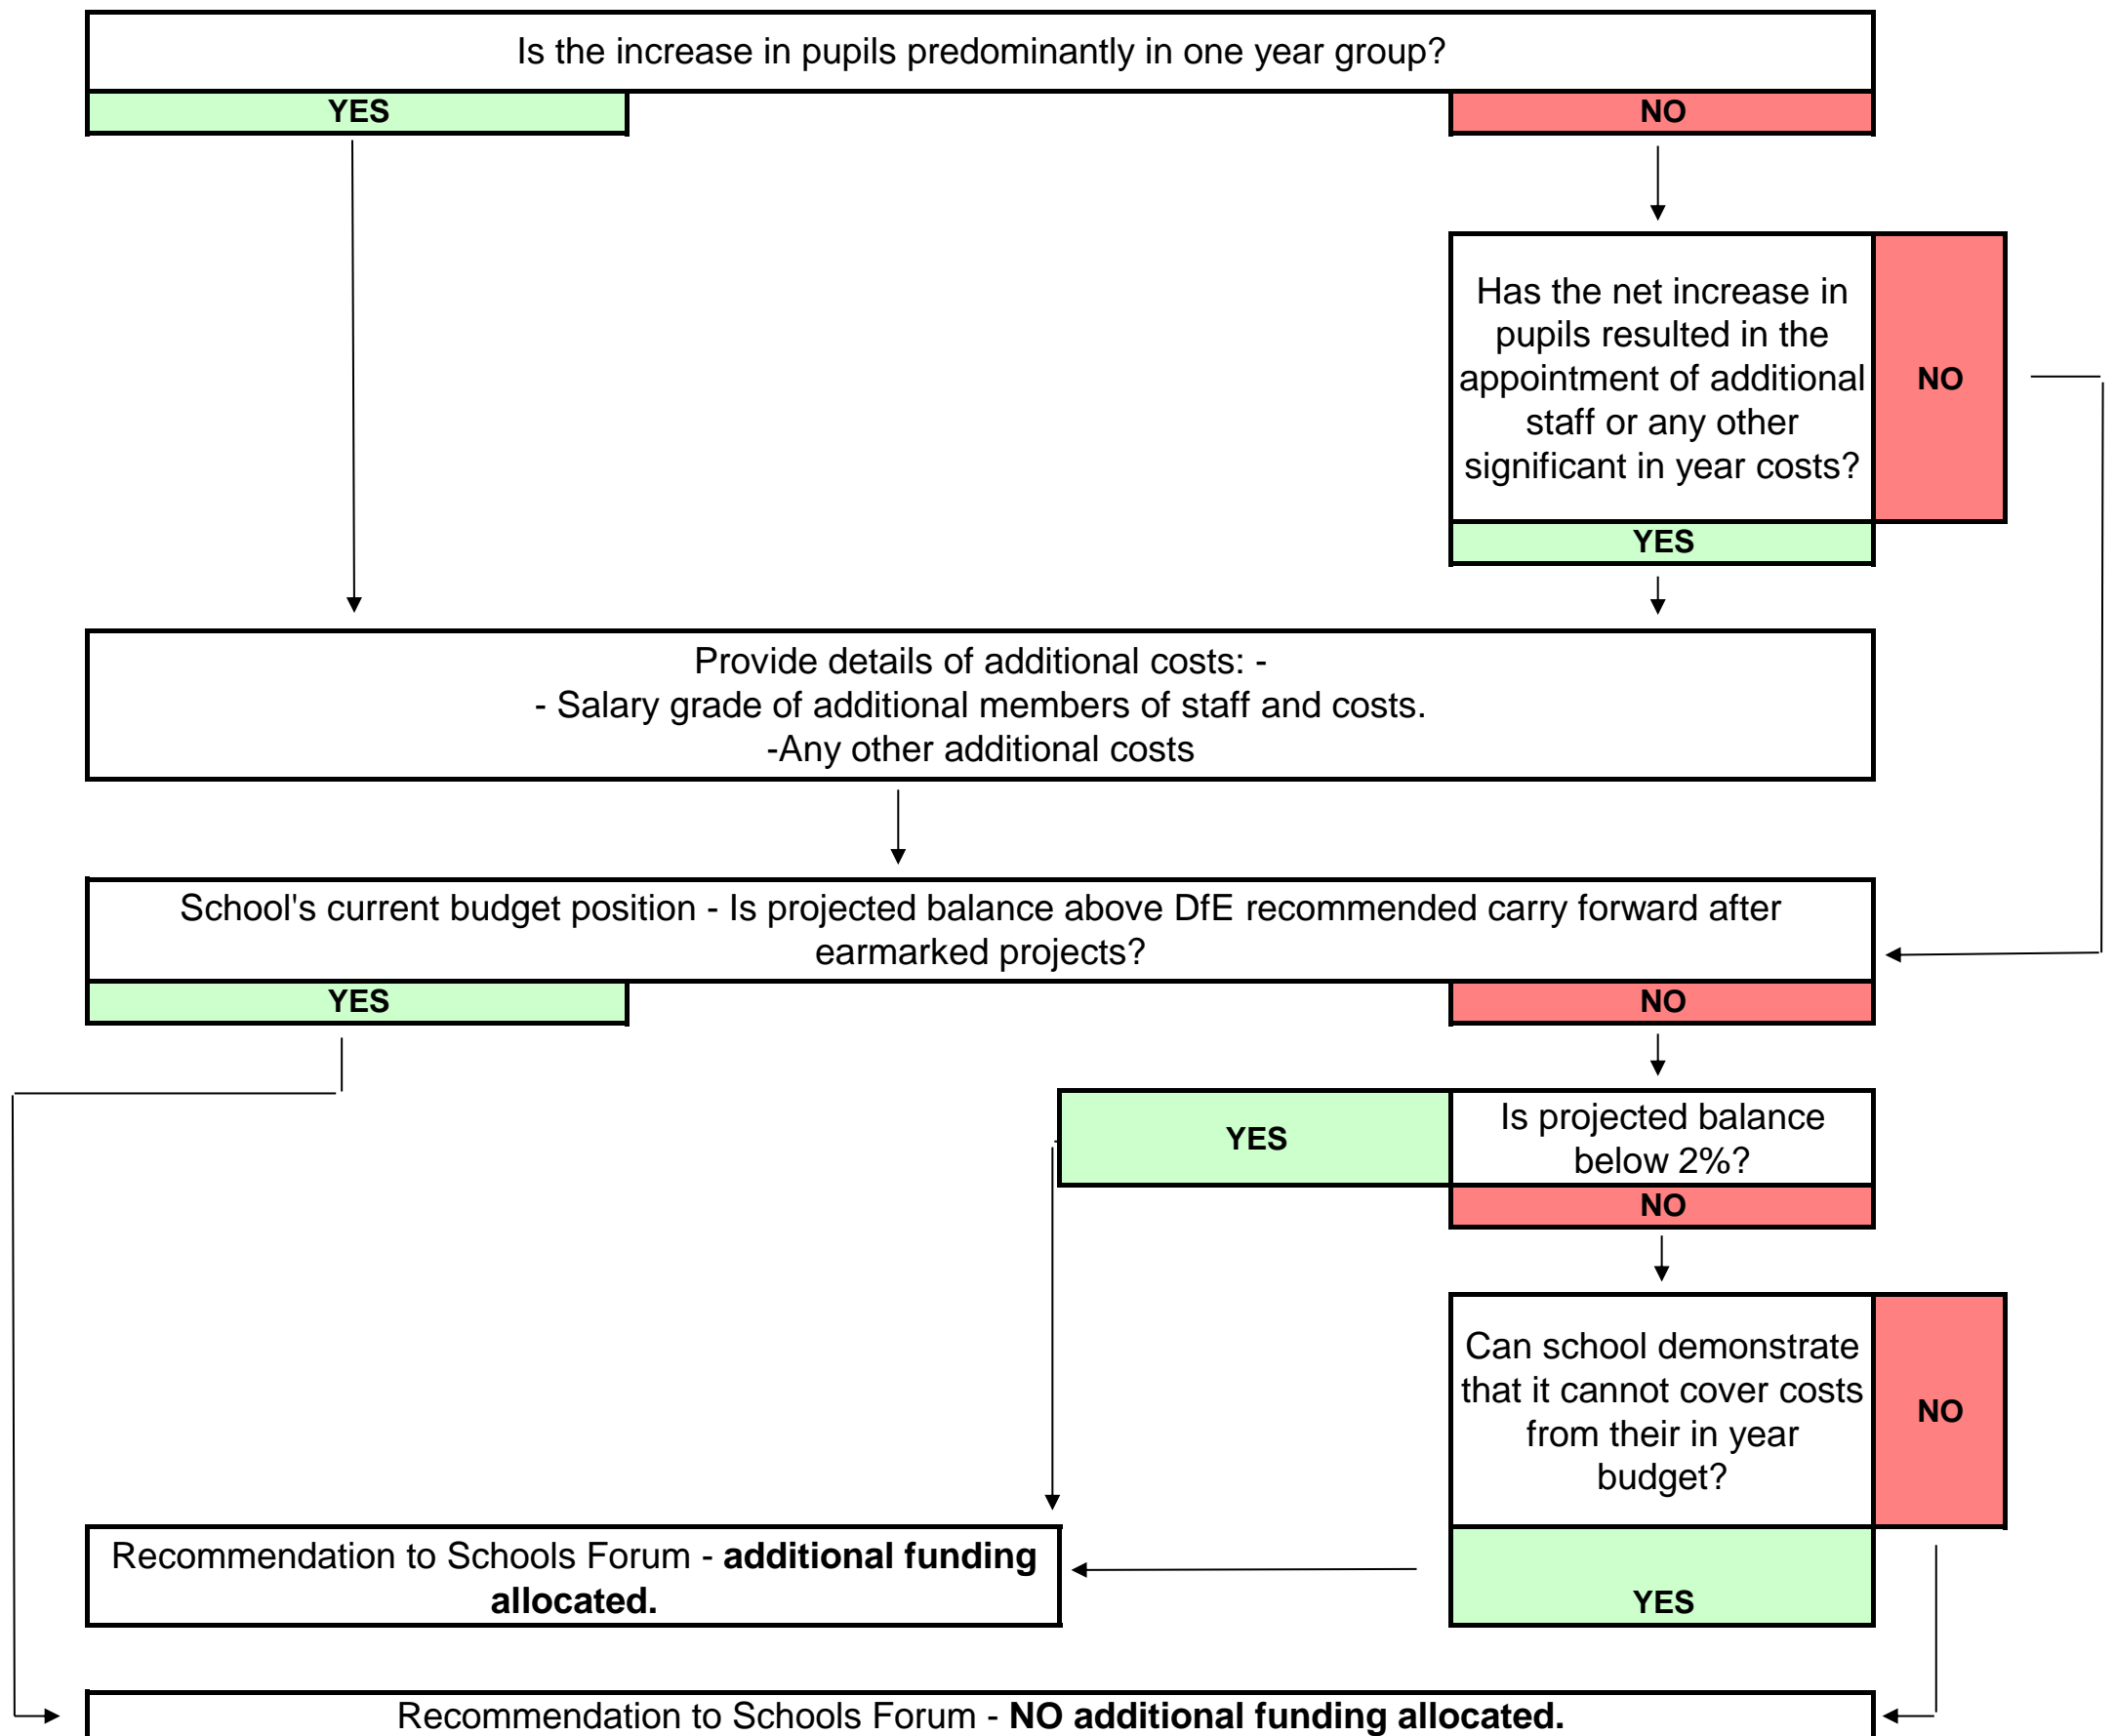 Is the increase in pupils predominantly in one year group?
YES
NO
Has the net increase in
pupils resulted in the
appointment of additional
staff or any other
significant in year costs?
NO
YES
Provide details of additional costs: -
- Salary grade of additional members of staff and costs.
-Any other additional costs
School's current budget position - Is projected balance above DfE recommended carry forward after
earmarked projects?
YES
NO
YES
Is projected balance
below 2%?
NO
Can school demonstrate
that it cannot cover costs
from their in year
budget?
NO
YES
Recommendation to Schools Forum - additional funding
allocated.
Recommendation to Schools Forum - NO additional funding allocated.